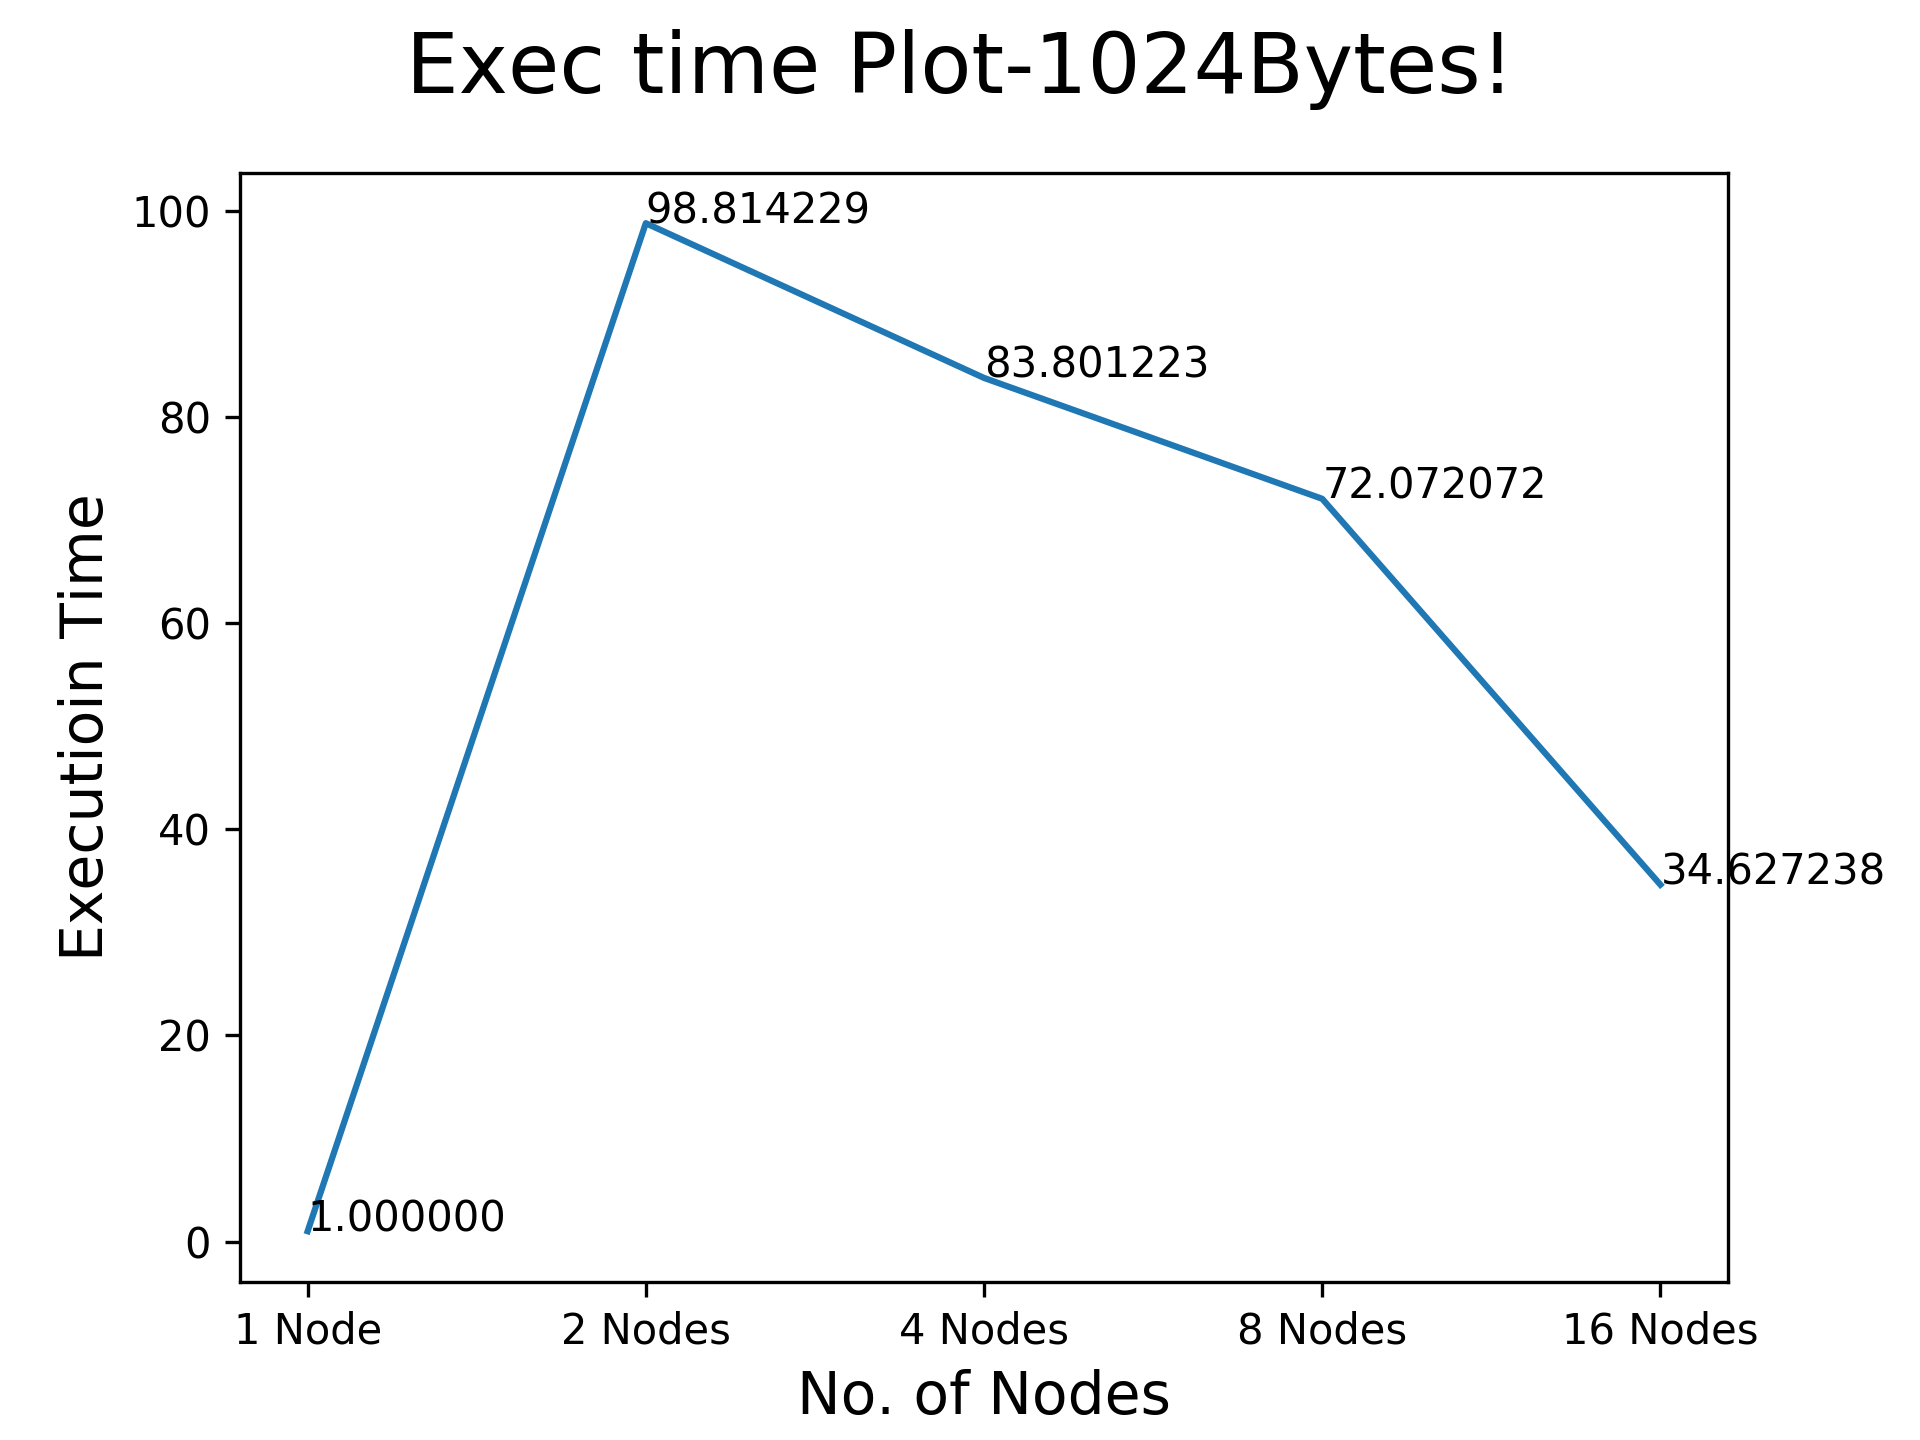 Exec time Plot-1024Bytes!
Executioin Time
100
80
60
40
20
0
98.814229
83.801223
72.072072
34.627238
1.000000
1 Node
2 Nodes
4 Nodes
8 Nodes
16 Nodes
No. of Nodes